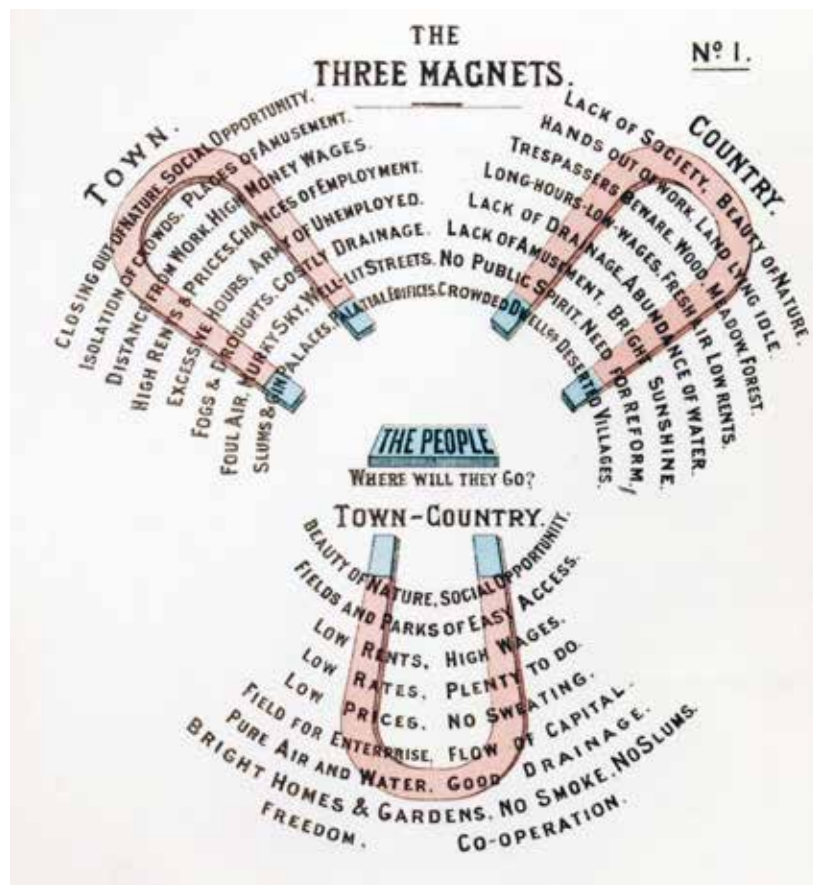 THE
THREE MAGNETS.
Nº 1.
TOWN.
CLOSING OUT OF NATURE. SOCIAL OPPORTUNITY.
ISOLATION OF CROWDS. PLACES OF AMUSEMENT.
DISTANCE FROM WORK. HIGH MONEY WAGES.
HIGH RENTS & PRICES. CHANCES OF EMPLOYMENT.
EXCESSIVE HOURS. ARMY OF UNEMPLOYED.
FOGS & DROUGHTS. COSTLY DRAINAGE.
FOUL AIR. MURKY SKY. WELL-LIT STREETS.
SLUMS & GIN PALACES. PALATIAL EDIFICES.
COUNTRY.
LACK OF SOCIETY. BEAUTY OF NATURE.
HANDS OUT OF WORK. LAND LYING IDLE.
TRESPASSERS BEWARE. WOOD, MEADOW, FOREST.
LONG-HOURS-LOW-WAGES. FRESH AIR LOW RENTS.
LACK OF DRAINAGE. ABUNDANCE OF WATER.
LACK OF AMUSEMENT. BRIGHT SUNSHINE.
NO PUBLIC SPIRIT. NEED FOR REFORM.
CROWDED DWELLGS DESERTED VILLAGES.
THE PEOPLE
WHERE WILL THEY GO?
TOWN-COUNTRY.
BEAUTY OF NATURE, SOCIAL OPPORTUNITY.
FIELDS AND PARKS OF EASY ACCESS.
LOW RENTS, HIGH WAGES.
LOW RATES, PLENTY TO DO.
LOW PRICES, NO SWEATING.
FIELD FOR ENTERPRISE, FLOW OF CAPITAL.
PURE AIR AND WATER, GOOD DRAINAGE.
BRIGHT HOMES & GARDENS, NO SMOKE, NO SLUMS.
FREEDOM. CO-OPERATION.